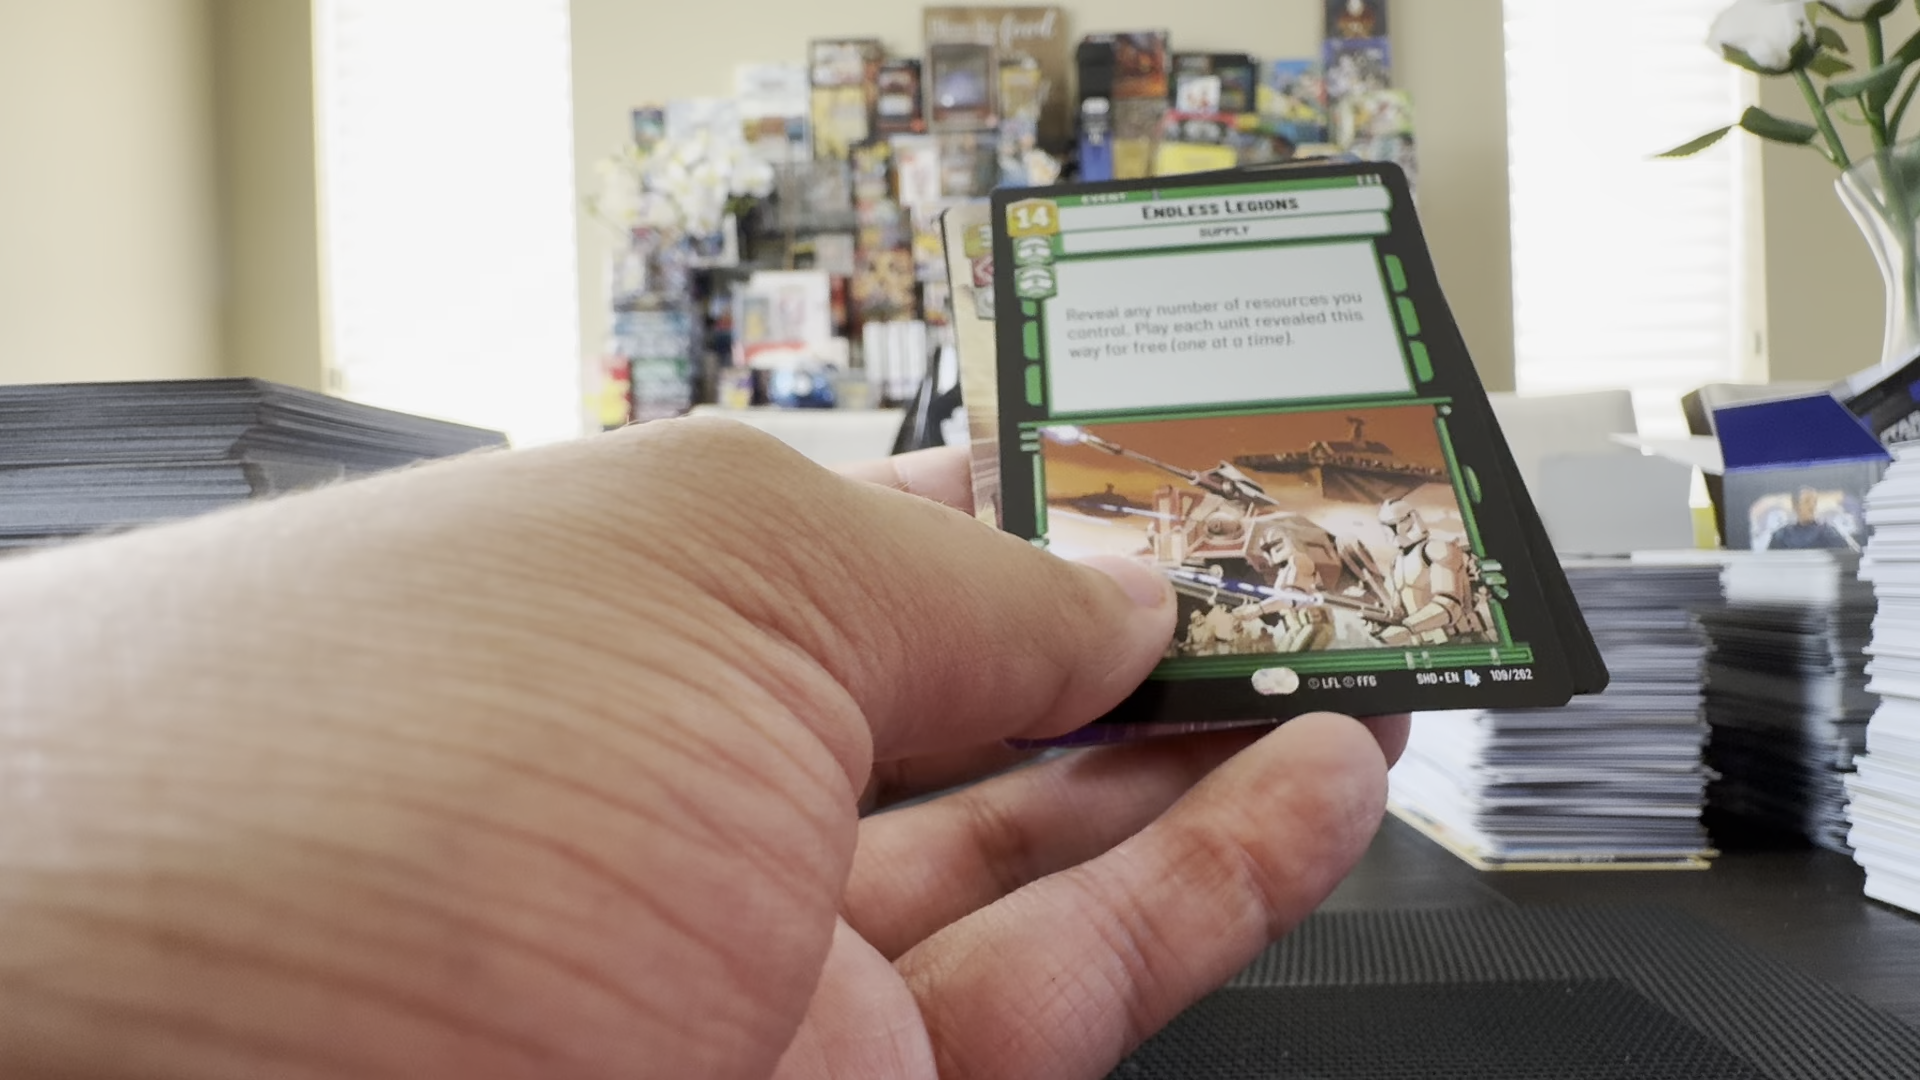 EVENT
14
ENDLESS LEGIONS
SUPPLY
Reveal any number of resources you
control. Play each unit revealed this
way for free (one at a time).
© LFL © FFG
SHD • EN
109/262